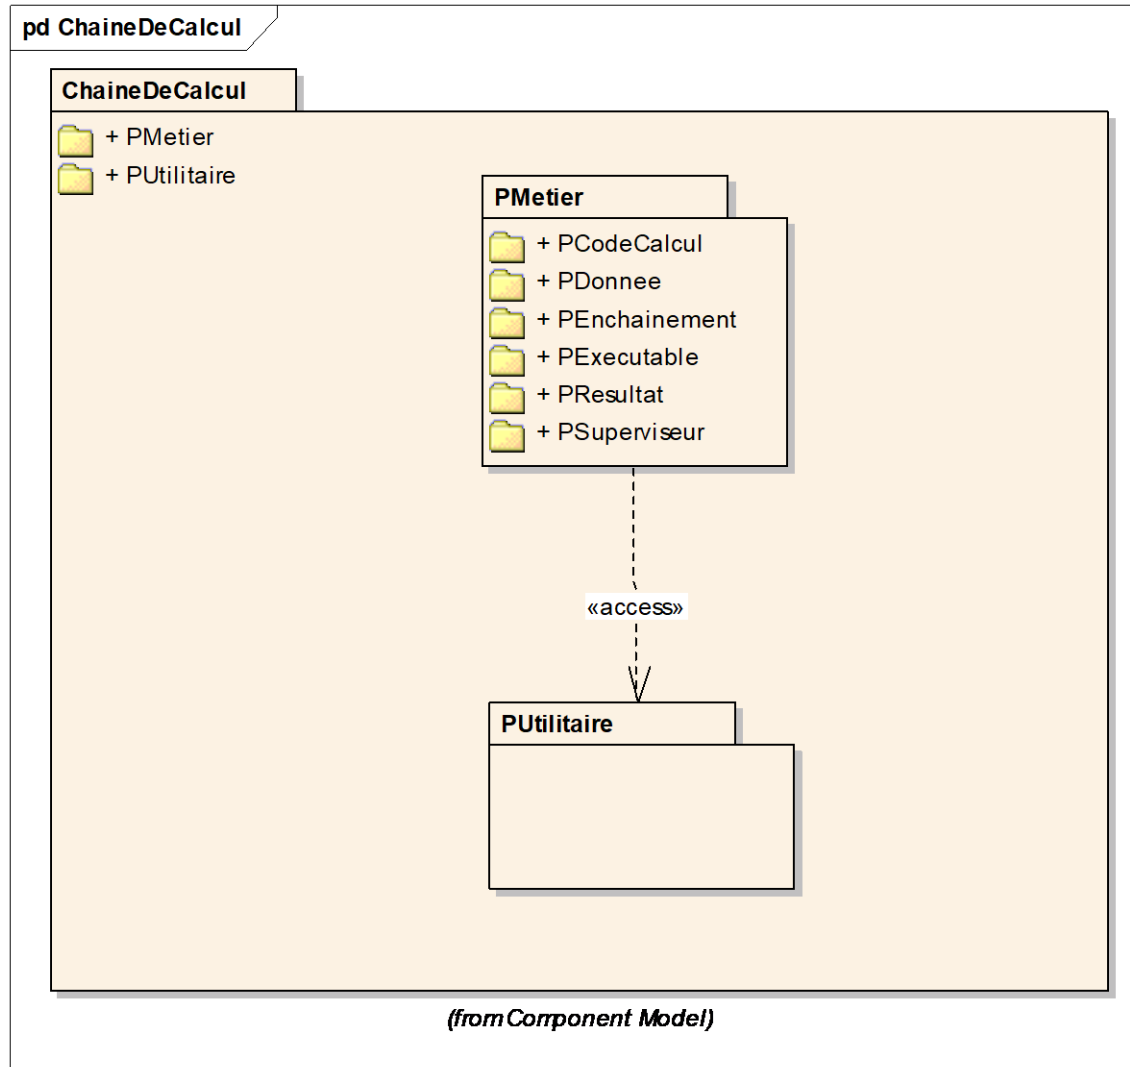 pd ChaineDeCalcul
ChaineDeCalcul
+ PMetier
+ PUtilitaire
PMetier
+ PCodeCalcul
+ PDonnee
+ PEnchainement
+ PExecutable
+ PResultat
+ PSuperviseur
«access»
PUtilitaire
(from Component Model)